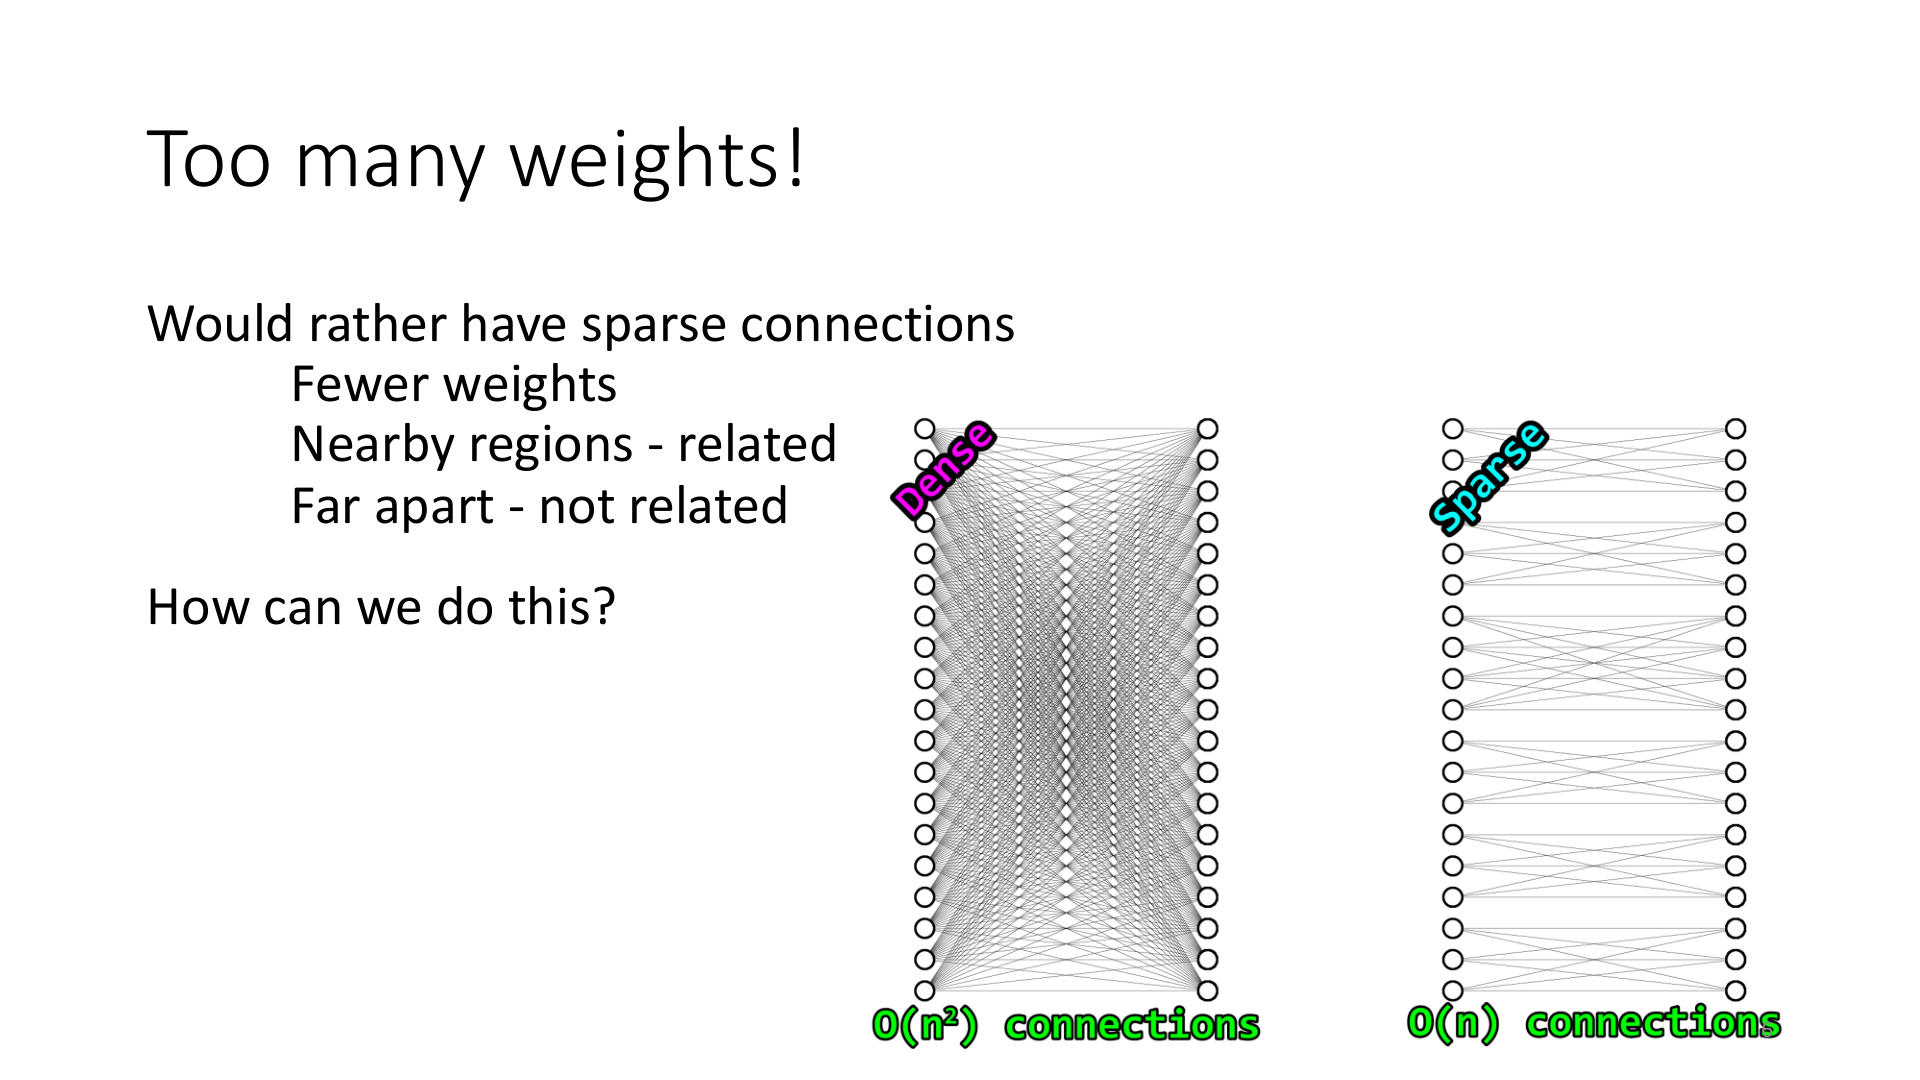 Too many weights!
Would rather have sparse connections
Fewer weights
Nearby regions - related
Far apart - not related
How can we do this?
Dense
Sparse
O(n²) connections
O(n) connections